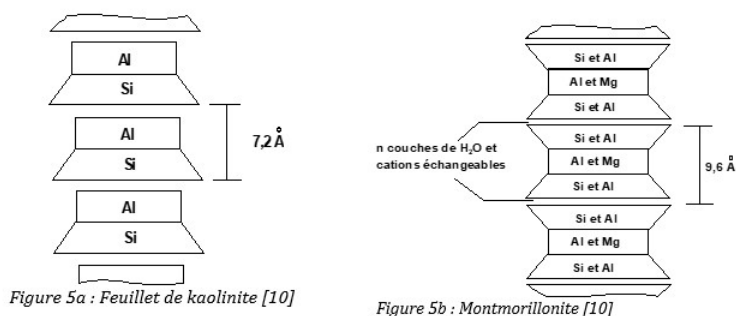 Al
Si
Al
Si
7,2 Å
Al
Si
Figure 5a : Feuillet de kaolinite [10]
Si et Al
Al et Mg
Si et Al
n couches de H₂O et
cations échangeables
Si et Al
Al et Mg
Si et Al
9,6 Å
Si et Al
Al et Mg
Si et Al
Figure 5b : Montmorillonite [10]